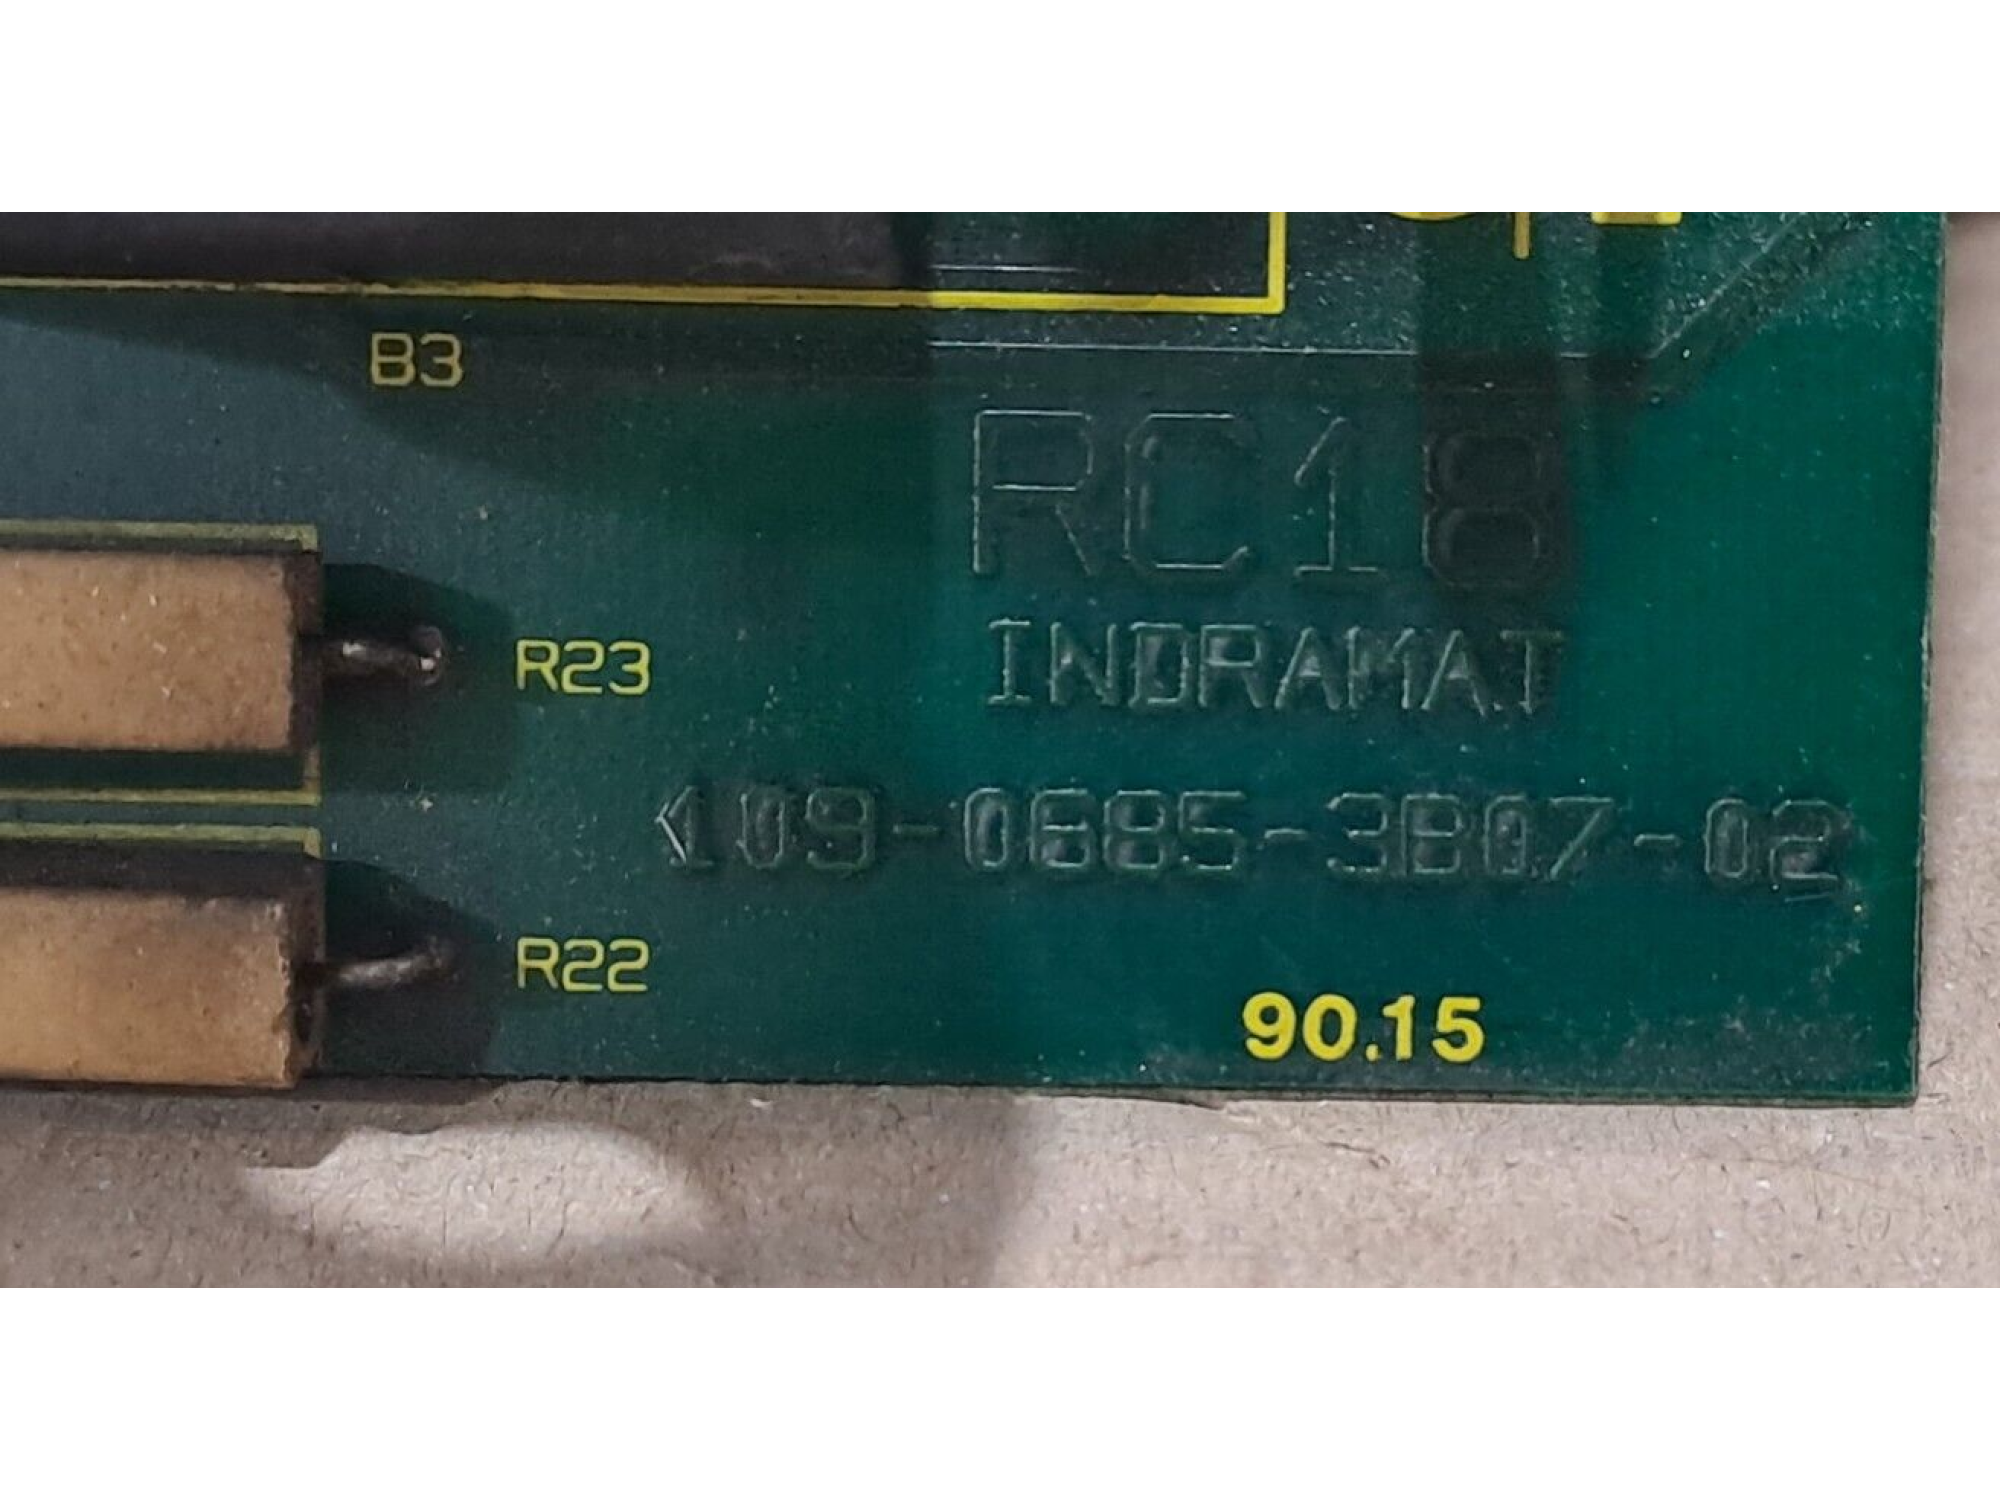 B3
RC18
INDRAMAT
R23
<109-0685-3B07-02
R22
90.15